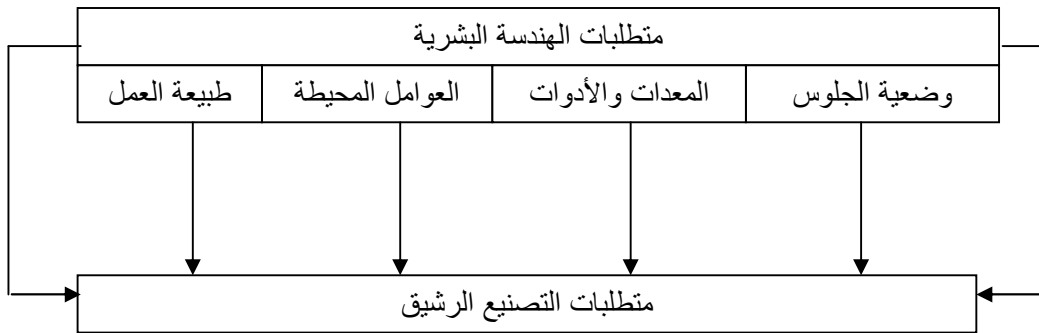 متطلبات الهندسة البشرية
وضعية الجلوس
المعدات والأدوات
العوامل المحيطة
طبيعة العمل
متطلبات التصنيع الرشيق